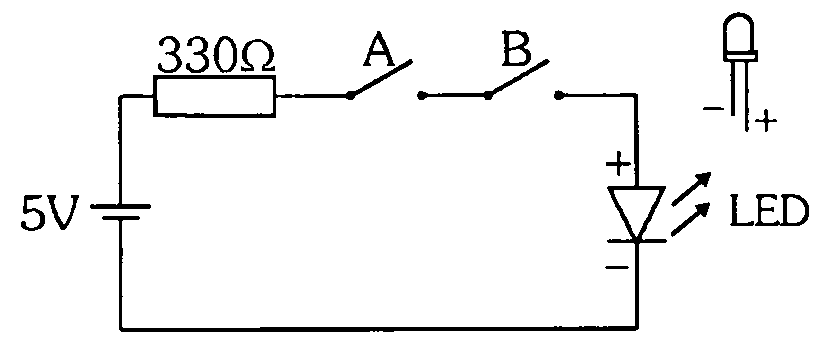 330Ω
A
B
− +
+
5V
LED
−